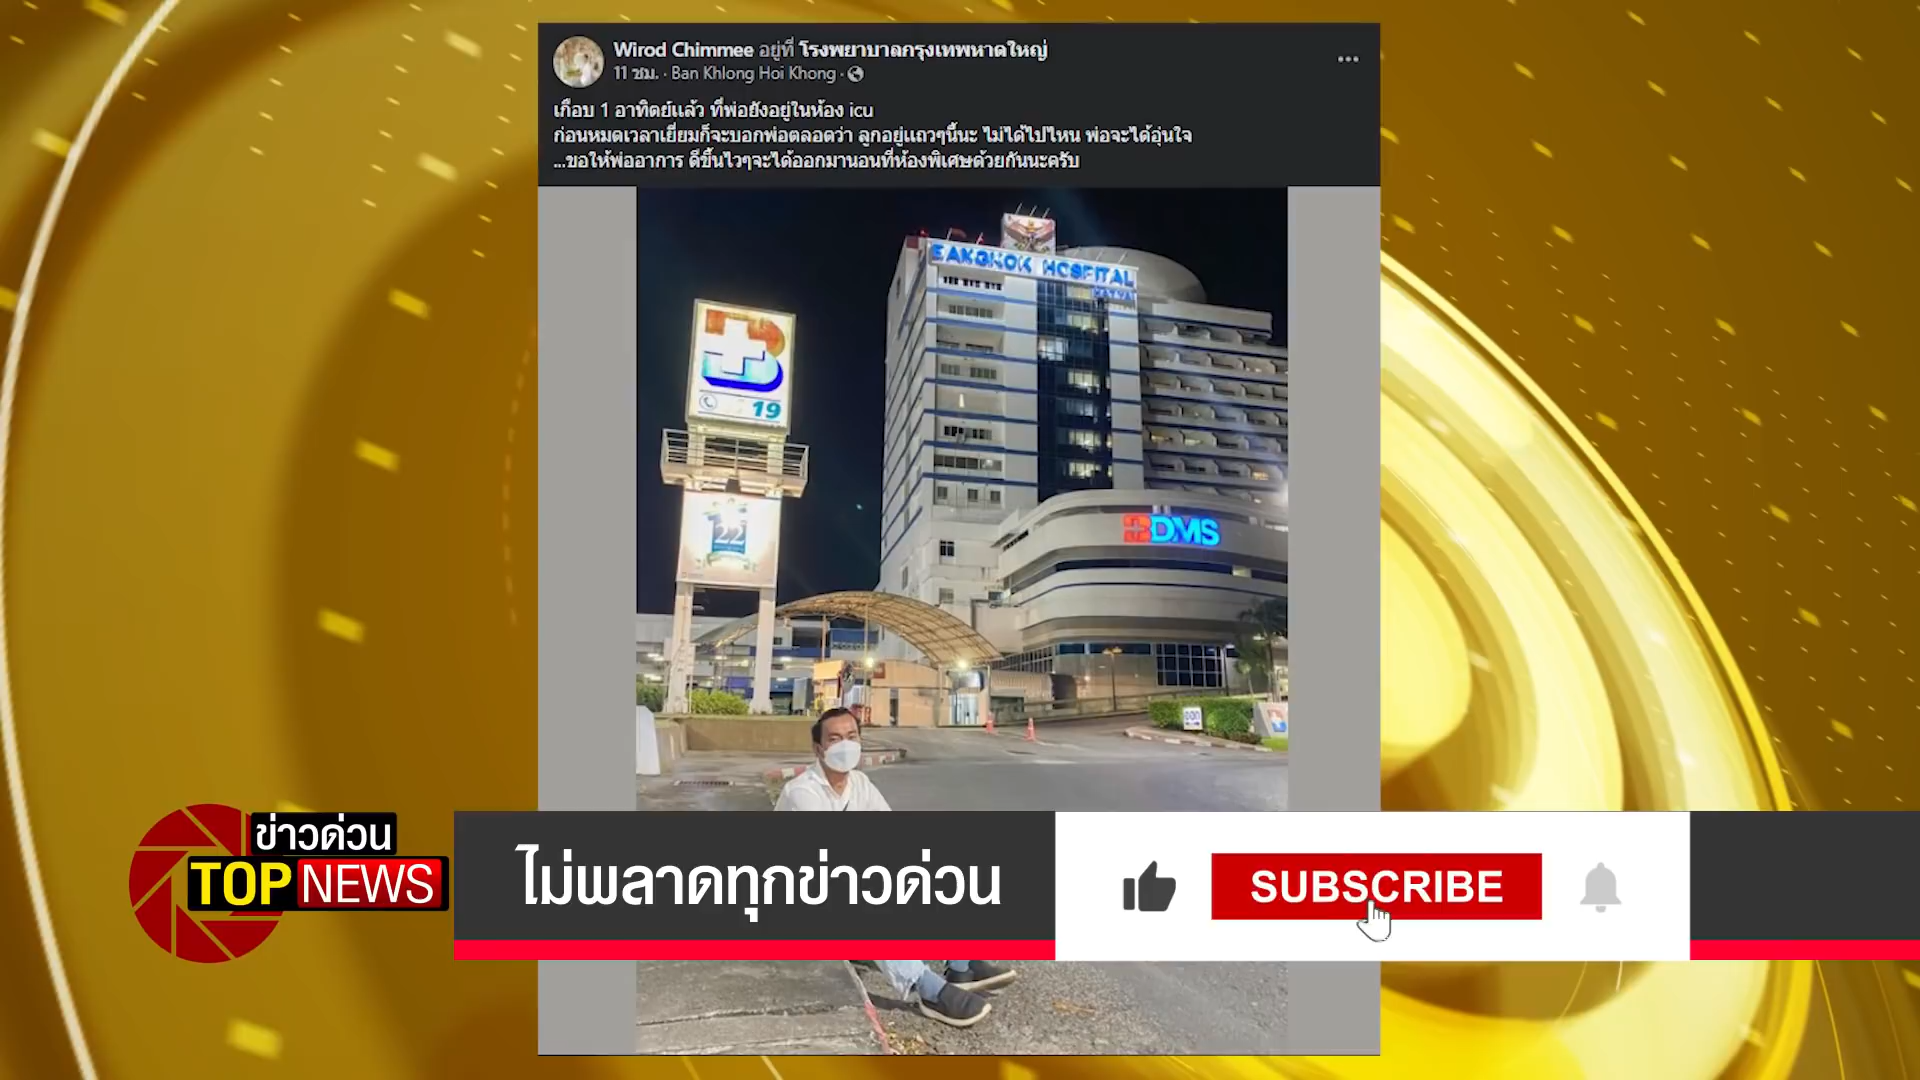 Wirod Chimmee อยู่ที่ โรงพยาบาลกรุงเทพหาดใหญ่
11 ชม. · Ban Khlong Hoi Khong ·
เกือบ 1 อาทิตย์แล้ว ที่พ่อยังอยู่ในห้อง icu
ก่อนหมดเวลาเยี่ยมก็จะบอกพ่อตลอดว่า ลูกอยู่แถวๆนี้นะ ไม่ได้ไปไหน พ่อจะได้อุ่นใจ
...ขอให้พ่ออาการ ดีขึ้นไวๆจะได้ออกมานอนที่ห้องพิเศษด้วยกันนะครับ
BANGKOK HOSPITAL
HATYAI
B
19
22
BDMS
ออก
ข่าวด่วน
TOP NEWS
ไม่พลาดทุกข่าวด่วน
SUBSCRIBE